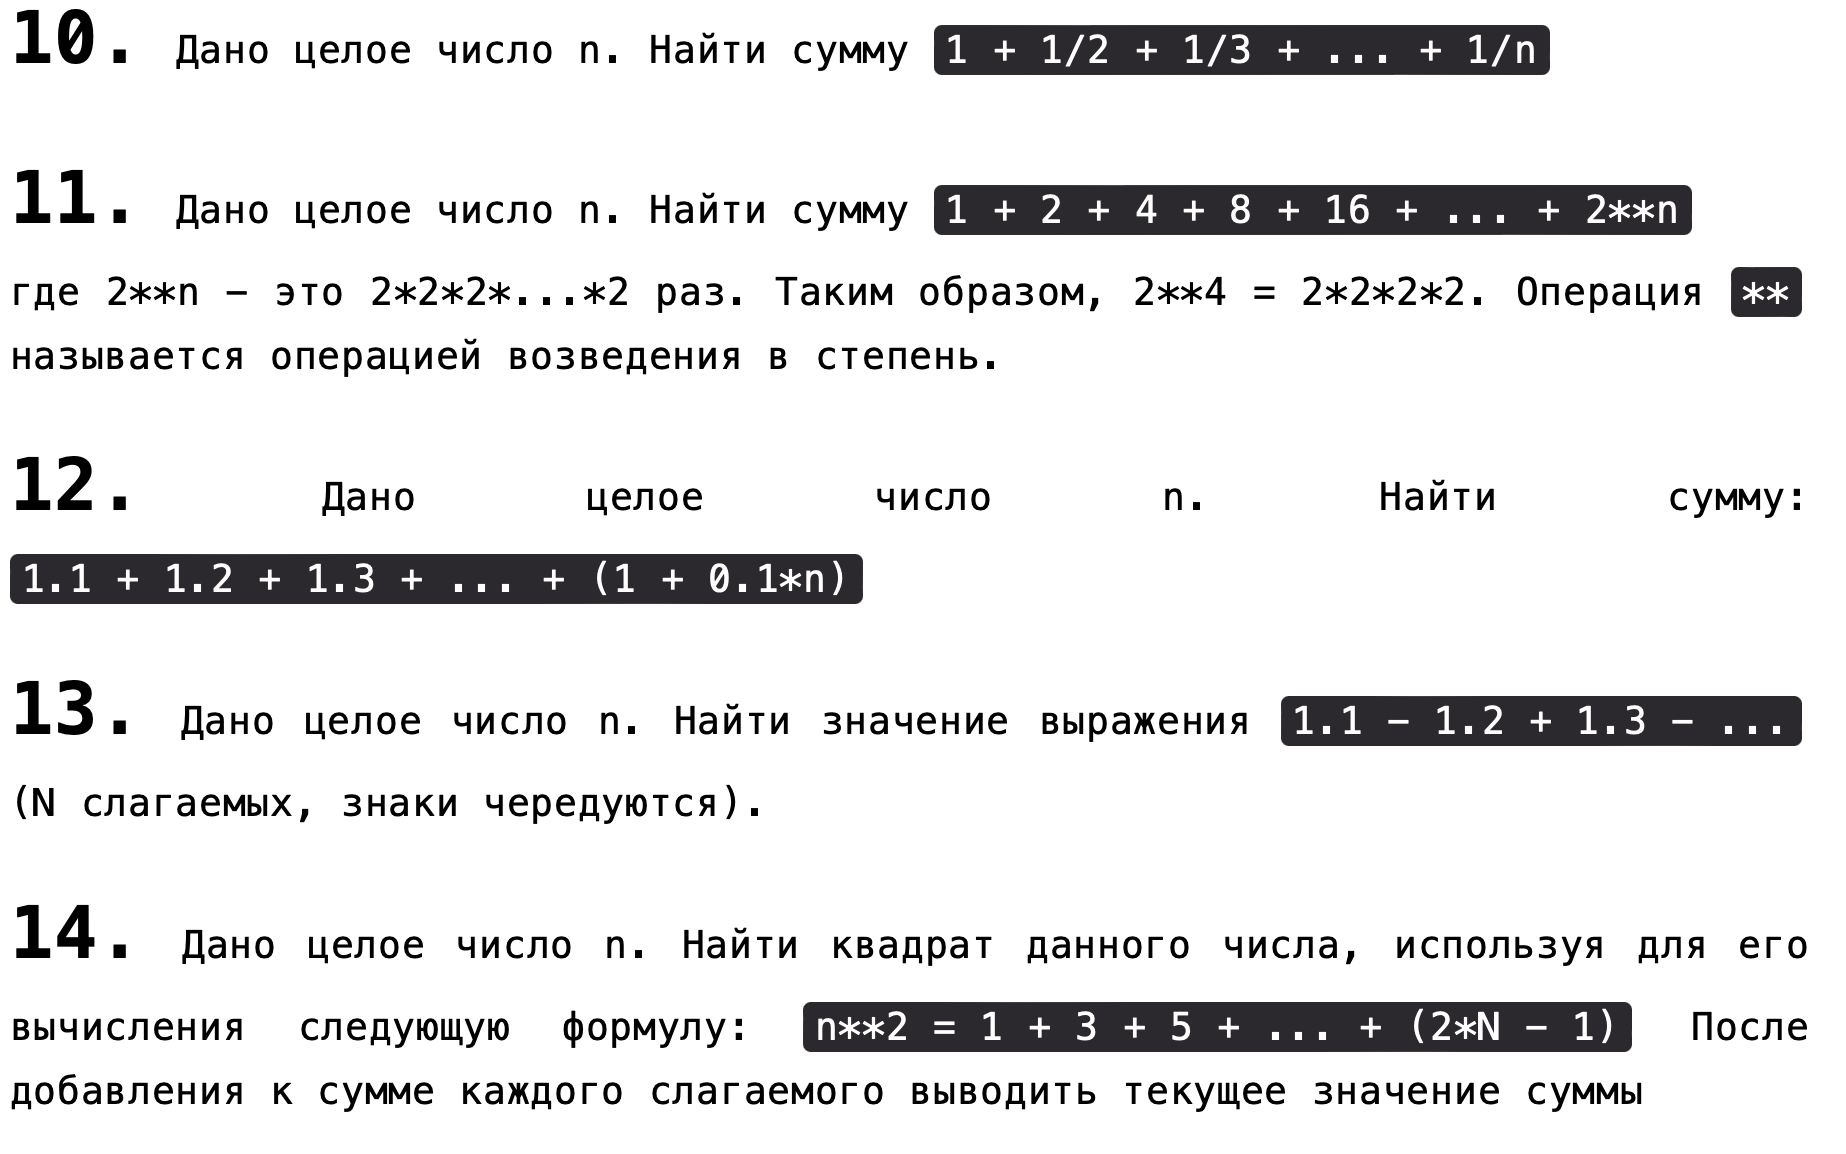 10. Дано целое число n. Найти сумму 1 + 1/2 + 1/3 + ... + 1/n
11. Дано целое число n. Найти сумму 1 + 2 + 4 + 8 + 16 + ... + 2**n
где 2**n – это 2*2*2*...*2 раз. Таким образом, 2**4 = 2*2*2*2. Операция **
называется операцией возведения в степень.
12. Дано целое число n. Найти сумму:
1.1 + 1.2 + 1.3 + ... + (1 + 0.1*n)
13. Дано целое число n. Найти значение выражения 1.1 – 1.2 + 1.3 – ...
(N слагаемых, знаки чередуются).
14. Дано целое число n. Найти квадрат данного числа, используя для его
вычисления следующую формулу: n**2 = 1 + 3 + 5 + ... + (2*N – 1) После
добавления к сумме каждого слагаемого выводить текущее значение суммы